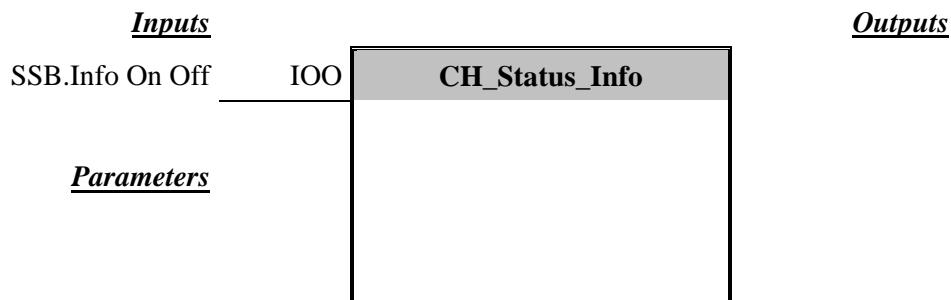 Inputs Outputs
SSB.Info On Off IOO CH_Status_Info
Parameters